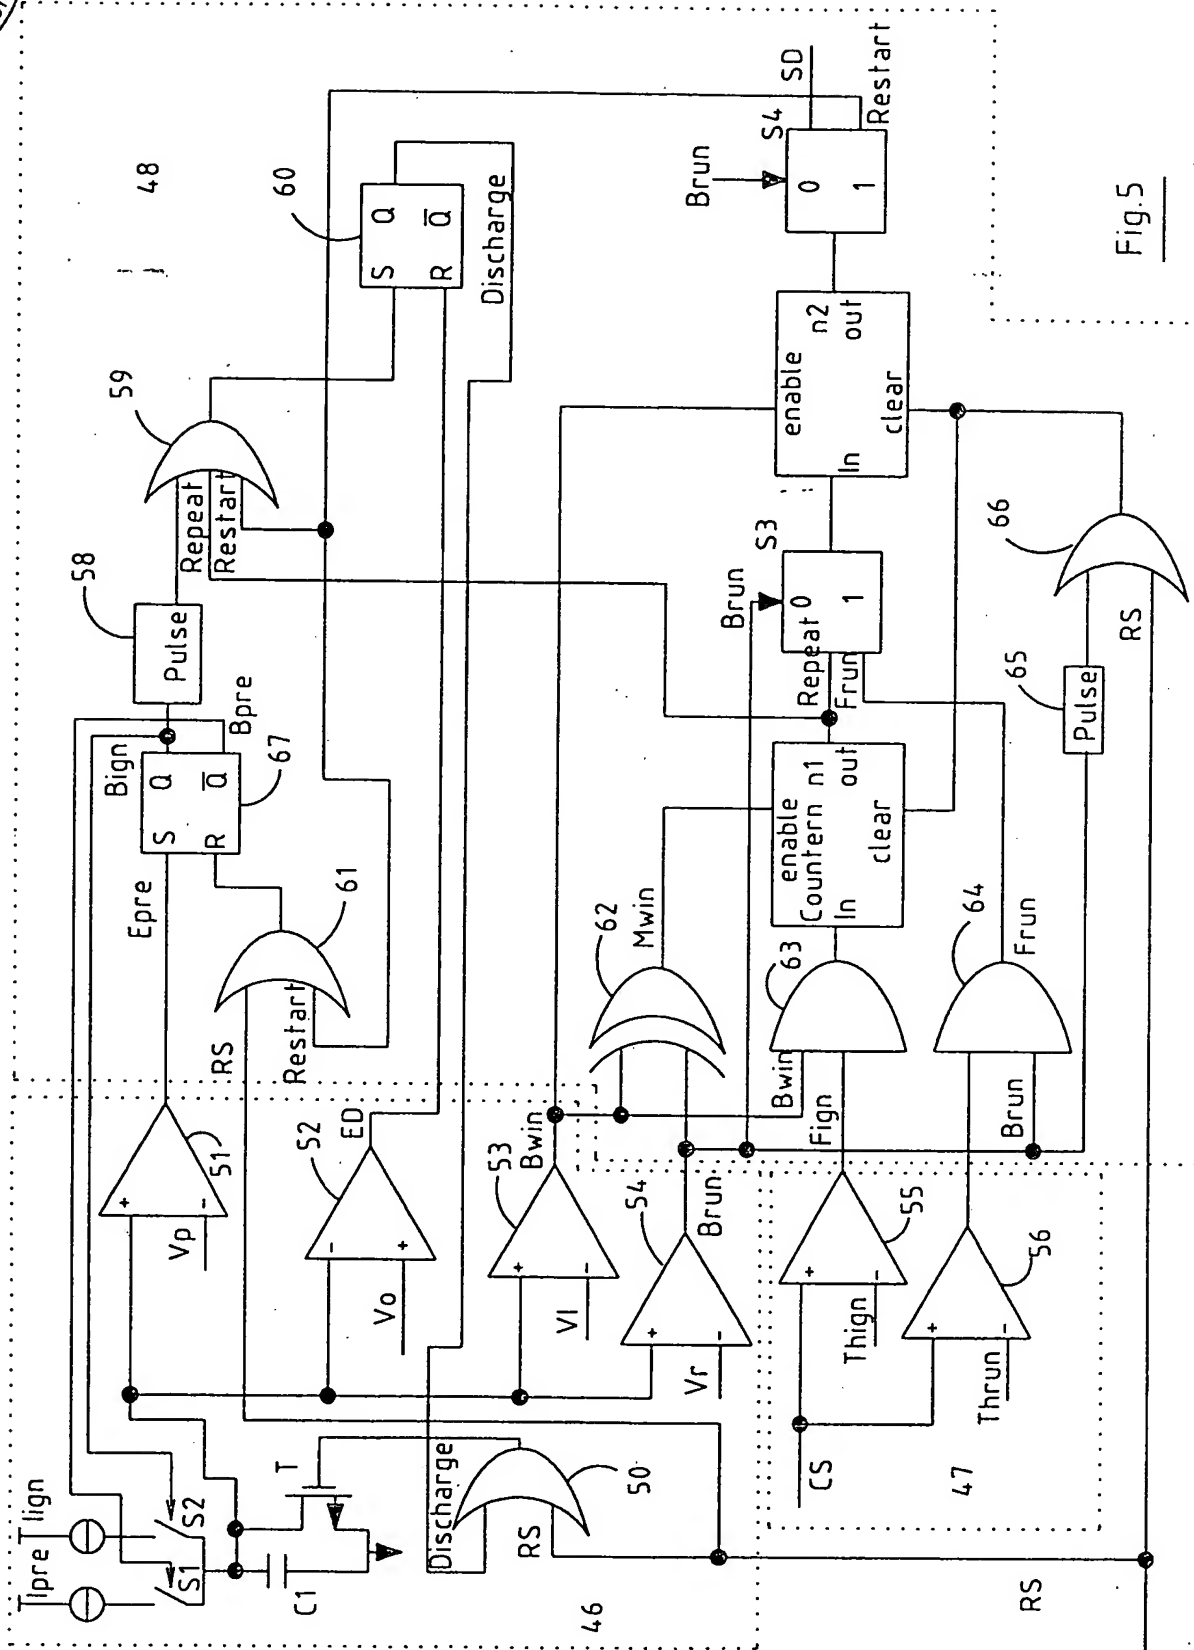 Ipre
Iign
S1
S2
C1
T
46
Discharge
RS
50
RS
Vp
+
-
51
Vo
-
+
52
ED
Vl
+
-
53
Bwin
Vr
+
-
54
Brun
CS
47
Thign
+
-
55
Fign
Thrun
+
-
56
Epre
Bign
S
Q
R
Q̅
67
Bpre
RS
Restart
61
58
Pulse
59
Repeat
Restart
48
60
S
Q
R
Q̅
Discharge
62
Mwin
Bwin
63
Brun
64
Frun
enable
Countern n1
In
out
clear
Repeat
Frun
Brun
0
1
S3
65
Pulse
RS
66
enable
n2
In
out
clear
Brun
0
1
S4
SD
Restart
Fig.5